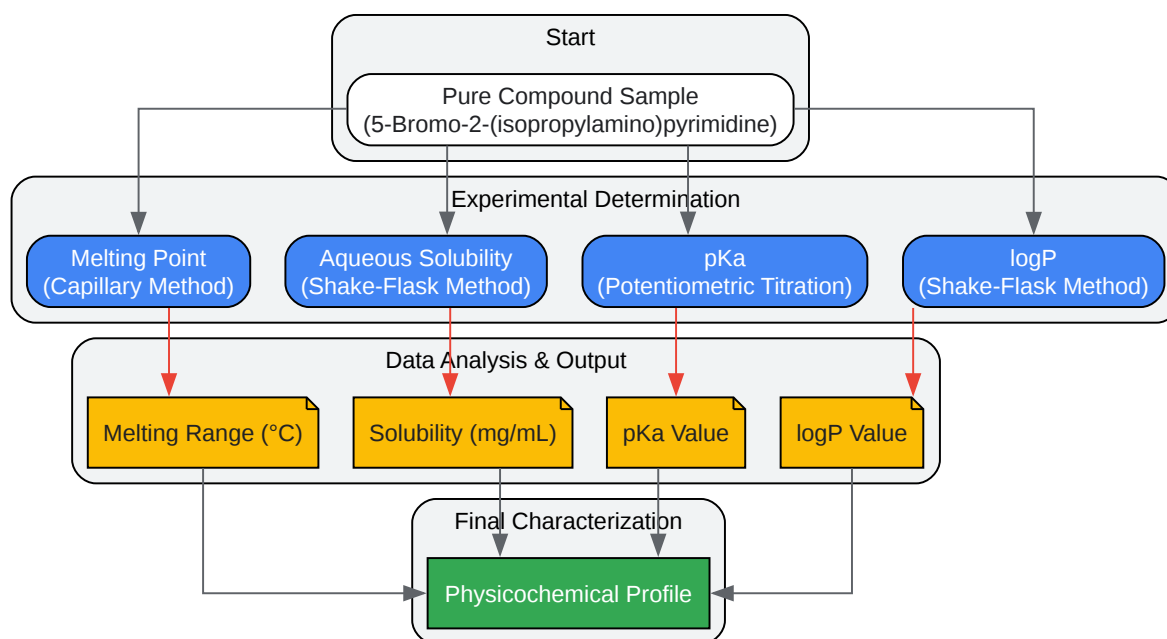 Start
Pure Compound Sample
(5-Bromo-2-(isopropylamino)pyrimidine)
Experimental Determination
Melting Point
(Capillary Method)
Aqueous Solubility
(Shake-Flask Method)
pKa
(Potentiometric Titration)
logP
(Shake-Flask Method)
Data Analysis & Output
Melting Range (°C)
Solubility (mg/mL)
pKa Value
logP Value
Final Characterization
Physicochemical Profile